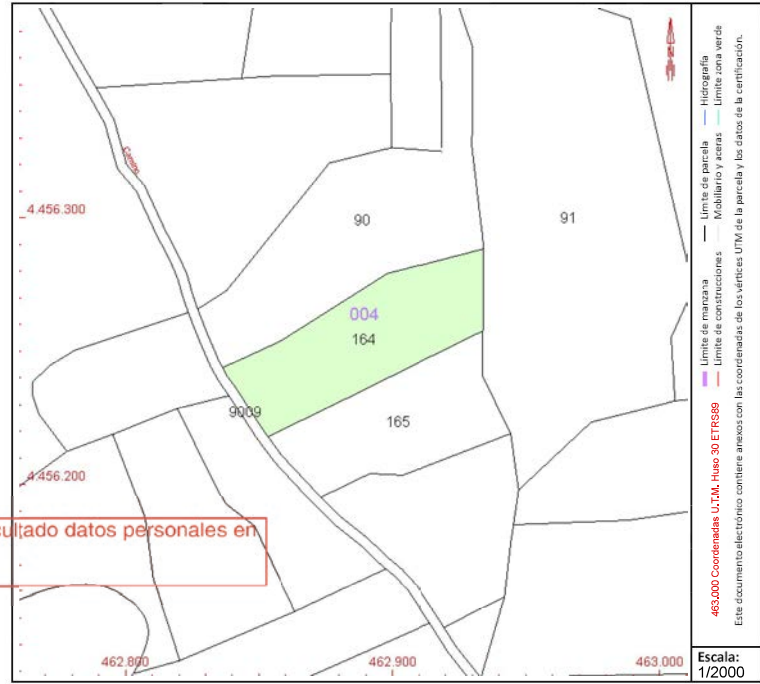 N
Camino
4.456.300
90
91
004
164
9009
165
4.456.200
cultado datos personales en
462.800
462.900
463.000
Límite de manzana
Límite de parcela
Hidrografía
Límite de construcciones
Mobiliario y aceras
Límite zona verde
463.000 Coordenadas U.T.M. Huso 30 ETRS89
Este documento electrónico contiene anexos con las coordenadas de los vértices UTM de la parcela y los datos de la certificación.
Escala:
1/2000